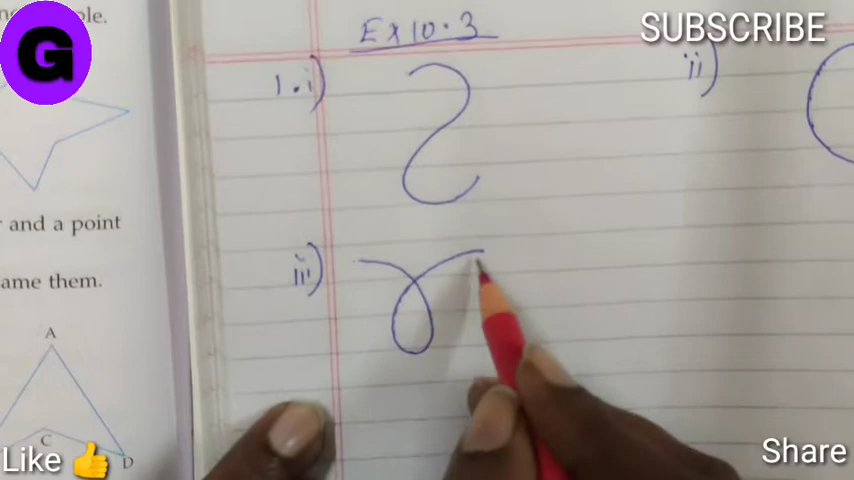 ple.
G
and a point
ame them.
A
C
D
Like 👍
Ex 10.3
1. i)
ii)
iii)
SUBSCRIBE
Share